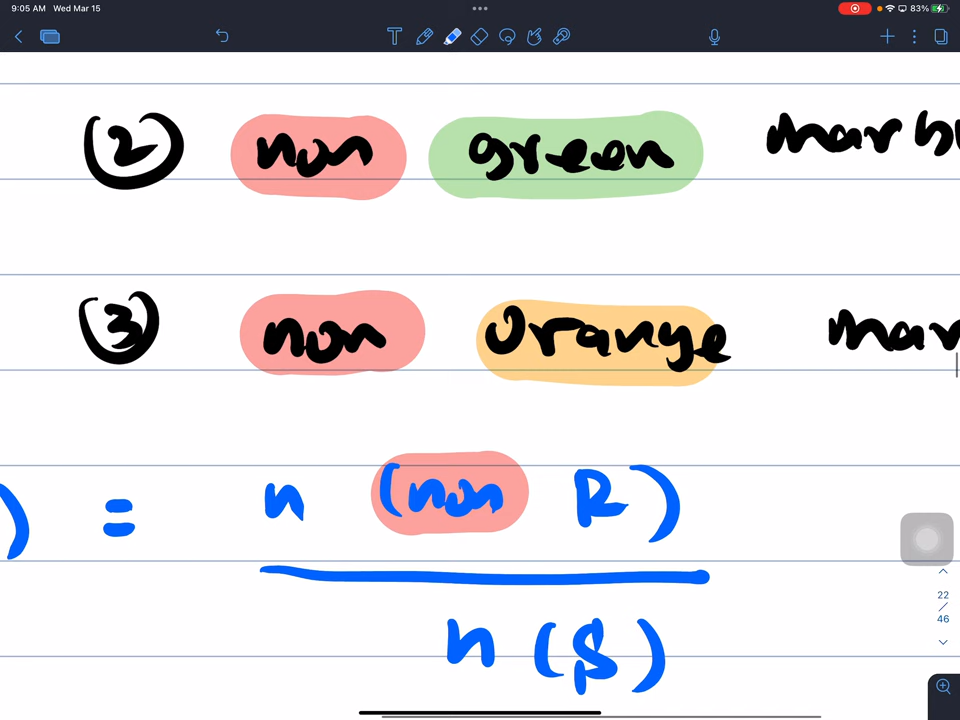 9:05 AM Wed Mar 15
83%
(2) non green
(3) non orange
) = n (non R)
n (S)
22
/
46